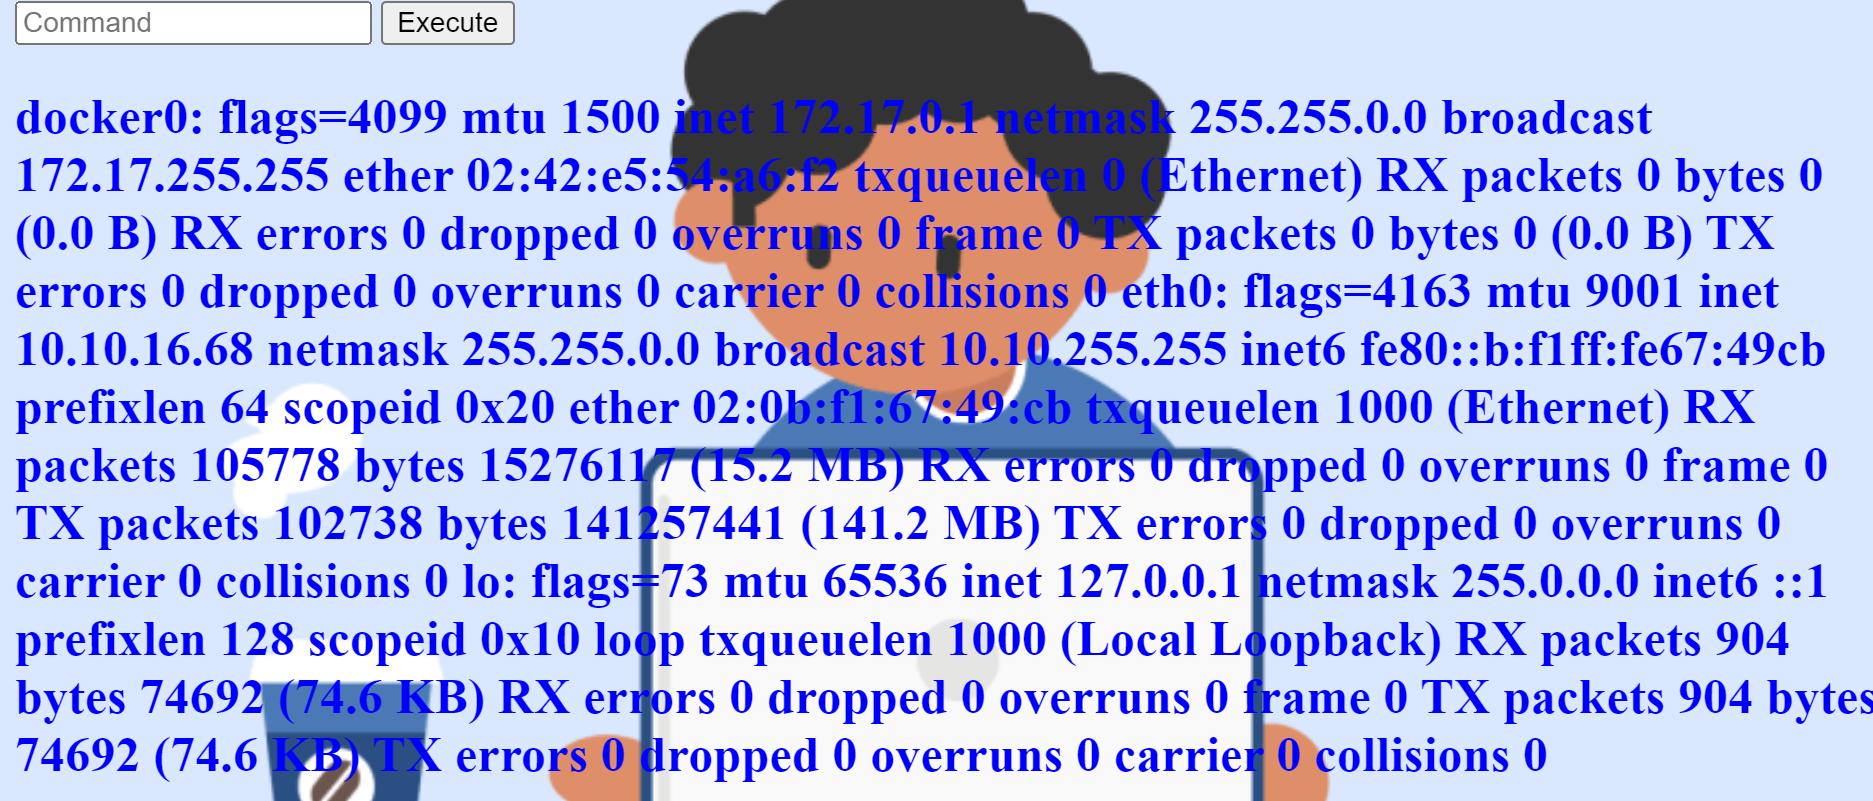 Command Execute
docker0: flags=4099 mtu 1500 inet 172.17.0.1 netmask 255.255.0.0 broadcast
172.17.255.255 ether 02:42:e5:54:a6:f2 txqueuelen 0 (Ethernet) RX packets 0 bytes 0
(0.0 B) RX errors 0 dropped 0 overruns 0 frame 0 TX packets 0 bytes 0 (0.0 B) TX
errors 0 dropped 0 overruns 0 carrier 0 collisions 0 eth0: flags=4163 mtu 9001 inet
10.10.16.68 netmask 255.255.0.0 broadcast 10.10.255.255 inet6 fe80::b:f1ff:fe67:49cb
prefixlen 64 scopeid 0x20 ether 02:0b:f1:67:49:cb txqueuelen 1000 (Ethernet) RX
packets 105778 bytes 15276117 (15.2 MB) RX errors 0 dropped 0 overruns 0 frame 0
TX packets 102738 bytes 141257441 (141.2 MB) TX errors 0 dropped 0 overruns 0
carrier 0 collisions 0 lo: flags=73 mtu 65536 inet 127.0.0.1 netmask 255.0.0.0 inet6 ::1
prefixlen 128 scopeid 0x10 loop txqueuelen 1000 (Local Loopback) RX packets 904
bytes 74692 (74.6 KB) RX errors 0 dropped 0 overruns 0 frame 0 TX packets 904 bytes
74692 (74.6 KB) TX errors 0 dropped 0 overruns 0 carrier 0 collisions 0